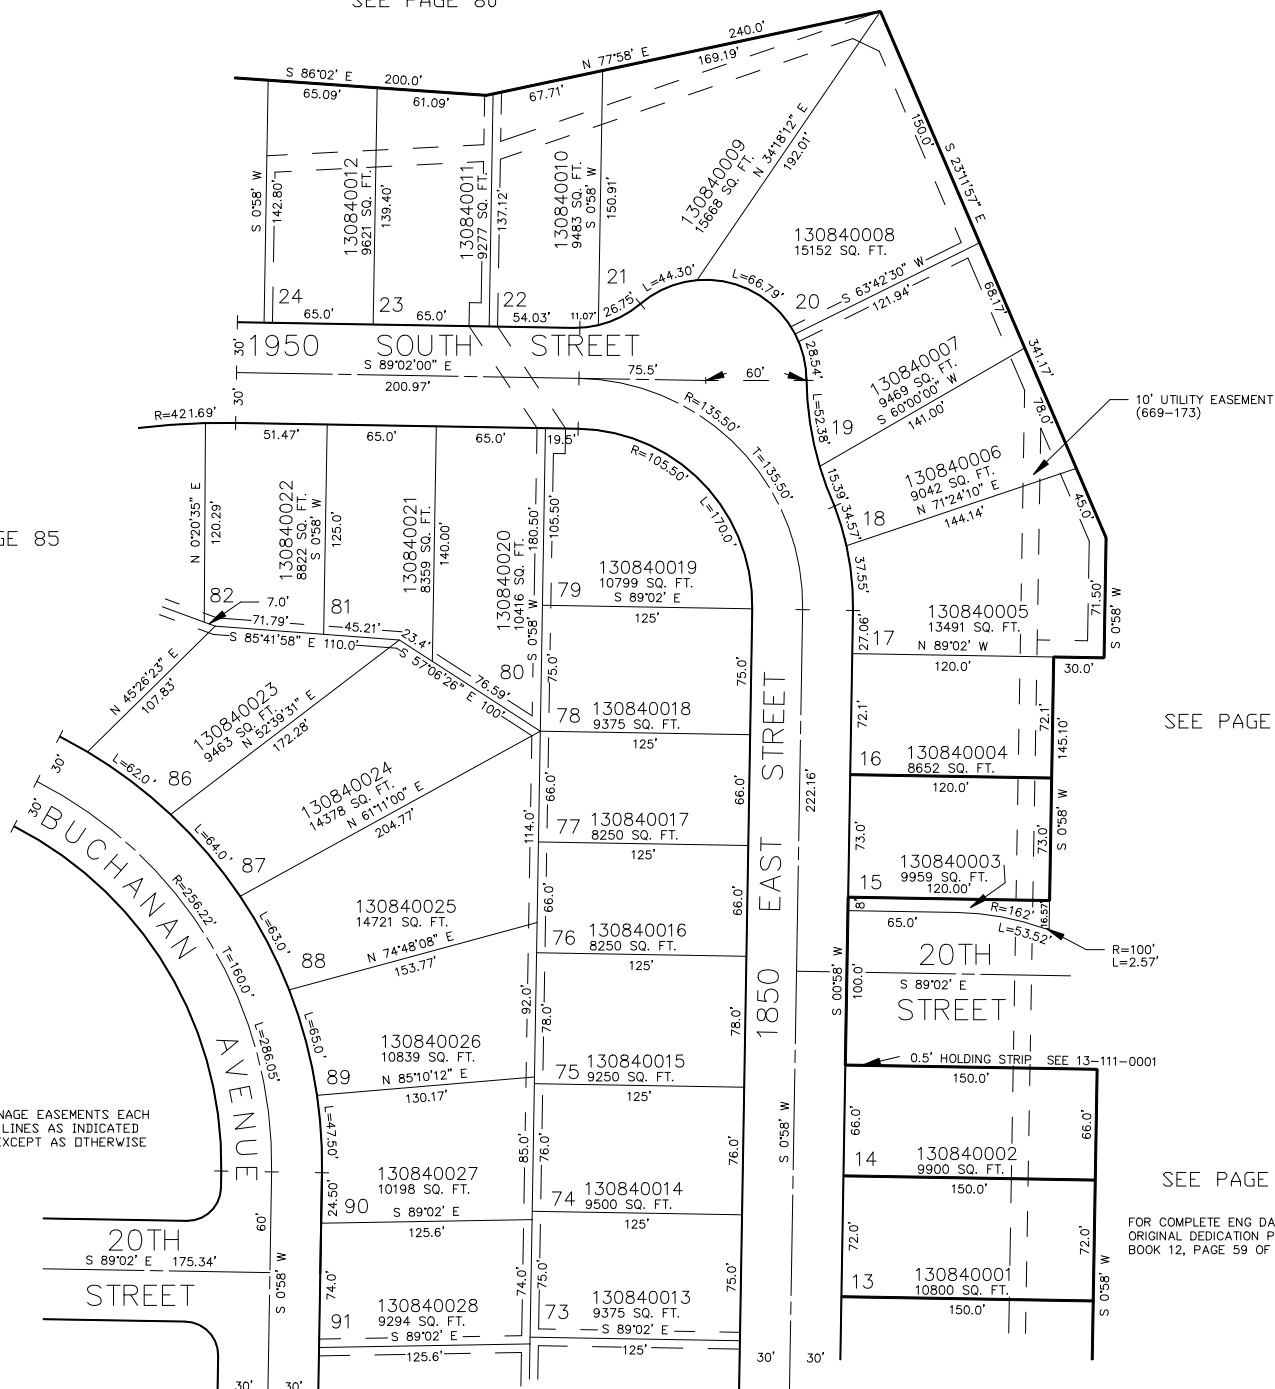 SEE PAGE 80
S 86°02' E 200.0'
65.09'
61.09'
N 77°58' E
240.0'
67.71'
169.19'
150.0'
S 23°11'57" E
S 0°58' W
142.80'
130840012
9621 SQ. FT.
139.40'
130840011
9277 SQ. FT.
137.12'
130840010
9483 SQ. FT.
S 0°58' W
150.91'
130840009
15668 SQ. FT.
N 34°18'12" E
192.01'
130840008
15152 SQ. FT.
24
65.0'
23
65.0'
22
54.03'
11.07'
21
26.75'
L=44.30'
L=66.79'
20
S 63°42'30" W
121.94'
68.17'
341.17'
30'
1950 SOUTH STREET
S 89°02'00" E
200.97'
30'
75.5'
60'
28.54'
130840007
9469 SQ. FT.
S 60°00'00" W
141.00'
78.0'
10' UTILITY EASEMENT
(669-173)
R=421.69'
51.47'
65.0'
65.0'
19.5'
R=135.50'
T=135.50'
L=52.38'
19
R=105.50'
L=170.0'
15.39'
34.57'
18
130840006
9042 SQ. FT.
N 71°24'10" E
144.14'
45.0'
GE 85
N 0°20'35" E
120.29'
130840022
8822 SQ. FT.
S 0°58' W
125.0'
130840021
8359 SQ. FT.
140.00'
130840020
10416 SQ. FT.
S 0°58' W
180.50'
105.50'
79
130840019
10799 SQ. FT.
S 89°02' E
125'
37.55'
27.06'
17
130840005
13491 SQ. FT.
N 89°02' W
120.0'
71.50'
S 0°58' W
30.0'
82
7.0'
71.79'
S 85°41'58" E 110.0'
81
45.21'
23.4'
S 57°06'26" E 100'
76.59'
80
75.0'
75.0'
78
130840018
9375 SQ. FT.
125'
N 45°26'23" E
107.83'
130840023
9463 SQ. FT.
N 52°39'31" E
172.28'
72.1'
16
130840004
8652 SQ. FT.
120.0'
72.1'
145.10'
SEE PAGE
30'
30'
L=62.0'
86
130840024
14378 SQ. FT.
N 61°11'00" E
204.77'
66.0'
66.0'
114.0'
77
130840017
8250 SQ. FT.
125'
222.16'
73.0'
73.0'
S 0°58' W
BUCHANAN AVENUE
L=64.0'
87
R=256.22'
T=160.0'
L=286.05'
15
130840003
9959 SQ. FT.
120.00'
8'
65.0'
R=162'
L=53.52'
16.57'
R=100'
L=2.57'
130840025
14721 SQ. FT.
N 74°48'08" E
153.77'
L=63.0'
88
66.0'
66.0'
76
130840016
8250 SQ. FT.
125'
1850 EAST STREET
S 00°58' W
100.0'
20TH
S 89°02' E
STREET
92.0'
78.0'
78.0'
L=65.0'
130840026
10839 SQ. FT.
N 85°10'12" E
130.17'
89
75
130840015
9250 SQ. FT.
125'
0.5' HOLDING STRIP SEE 13-111-0001
150.0'
NAGE EASEMENTS EACH
LINES AS INDICATED
EXCEPT AS OTHERWISE
L=47.50'
85.0'
76.0'
76.0'
S 0°58' W
66.0'
66.0'
14
130840002
9900 SQ. FT.
150.0'
24.50'
130840027
10198 SQ. FT.
90
S 89°02' E
125.6'
74
130840014
9500 SQ. FT.
125'
SEE PAGE
FOR COMPLETE ENG DA
ORIGINAL DEDICATION P
BOOK 12, PAGE 59 OF
60'
20TH
S 89°02' E 175.34'
STREET
S 0°58' W
74.0'
91
130840028
9294 SQ. FT.
S 89°02' E
125.6'
74.0'
75.0'
73
130840013
9375 SQ. FT.
S 89°02' E
125'
75.0'
72.0'
13
130840001
10800 SQ. FT.
150.0'
72.0'
S 0°58' W
30'
30'
30'
30'